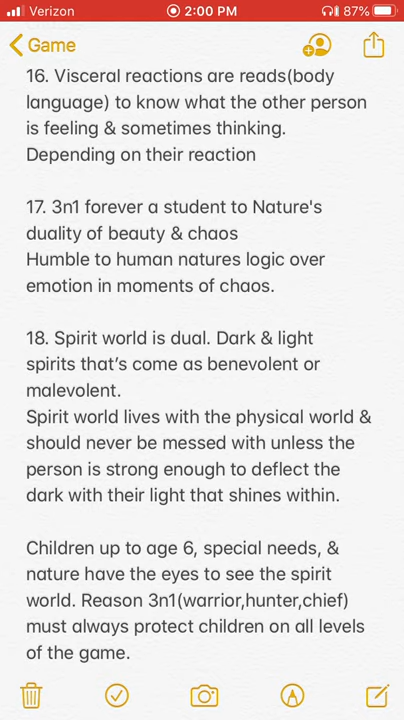 Verizon 2:00 PM 87%
Game
16. Visceral reactions are reads(body
language) to know what the other person
is feeling & sometimes thinking.
Depending on their reaction
17. 3n1 forever a student to Nature's
duality of beauty & chaos
Humble to human natures logic over
emotion in moments of chaos.
18. Spirit world is dual. Dark & light
spirits that’s come as benevolent or
malevolent.
Spirit world lives with the physical world &
should never be messed with unless the
person is strong enough to deflect the
dark with their light that shines within.
Children up to age 6, special needs, &
nature have the eyes to see the spirit
world. Reason 3n1(warrior,hunter,chief)
must always protect children on all levels
of the game.